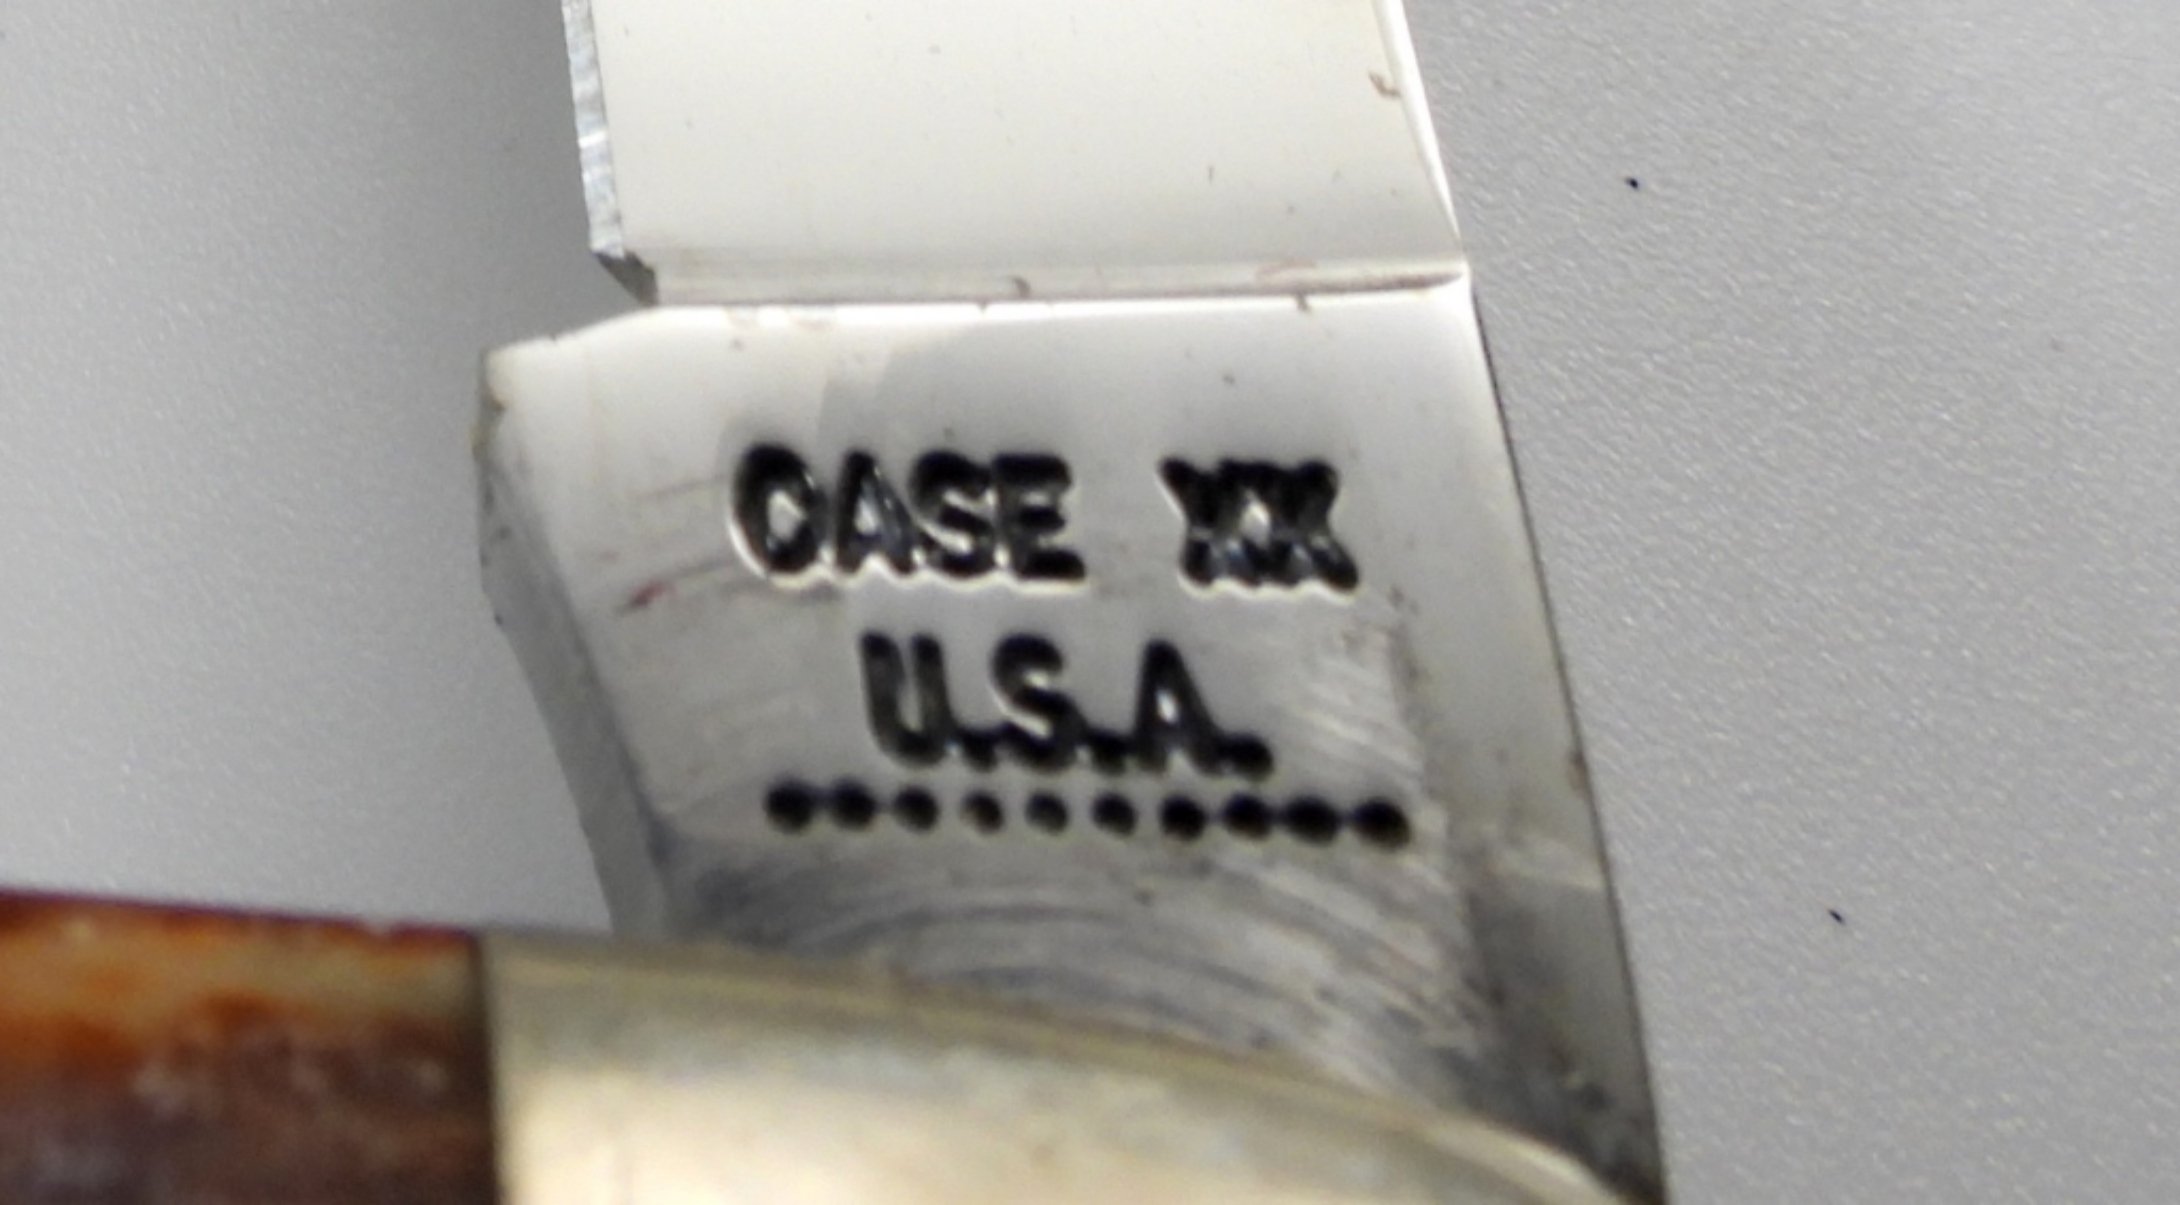 CASE XX
U.S.A.
..........